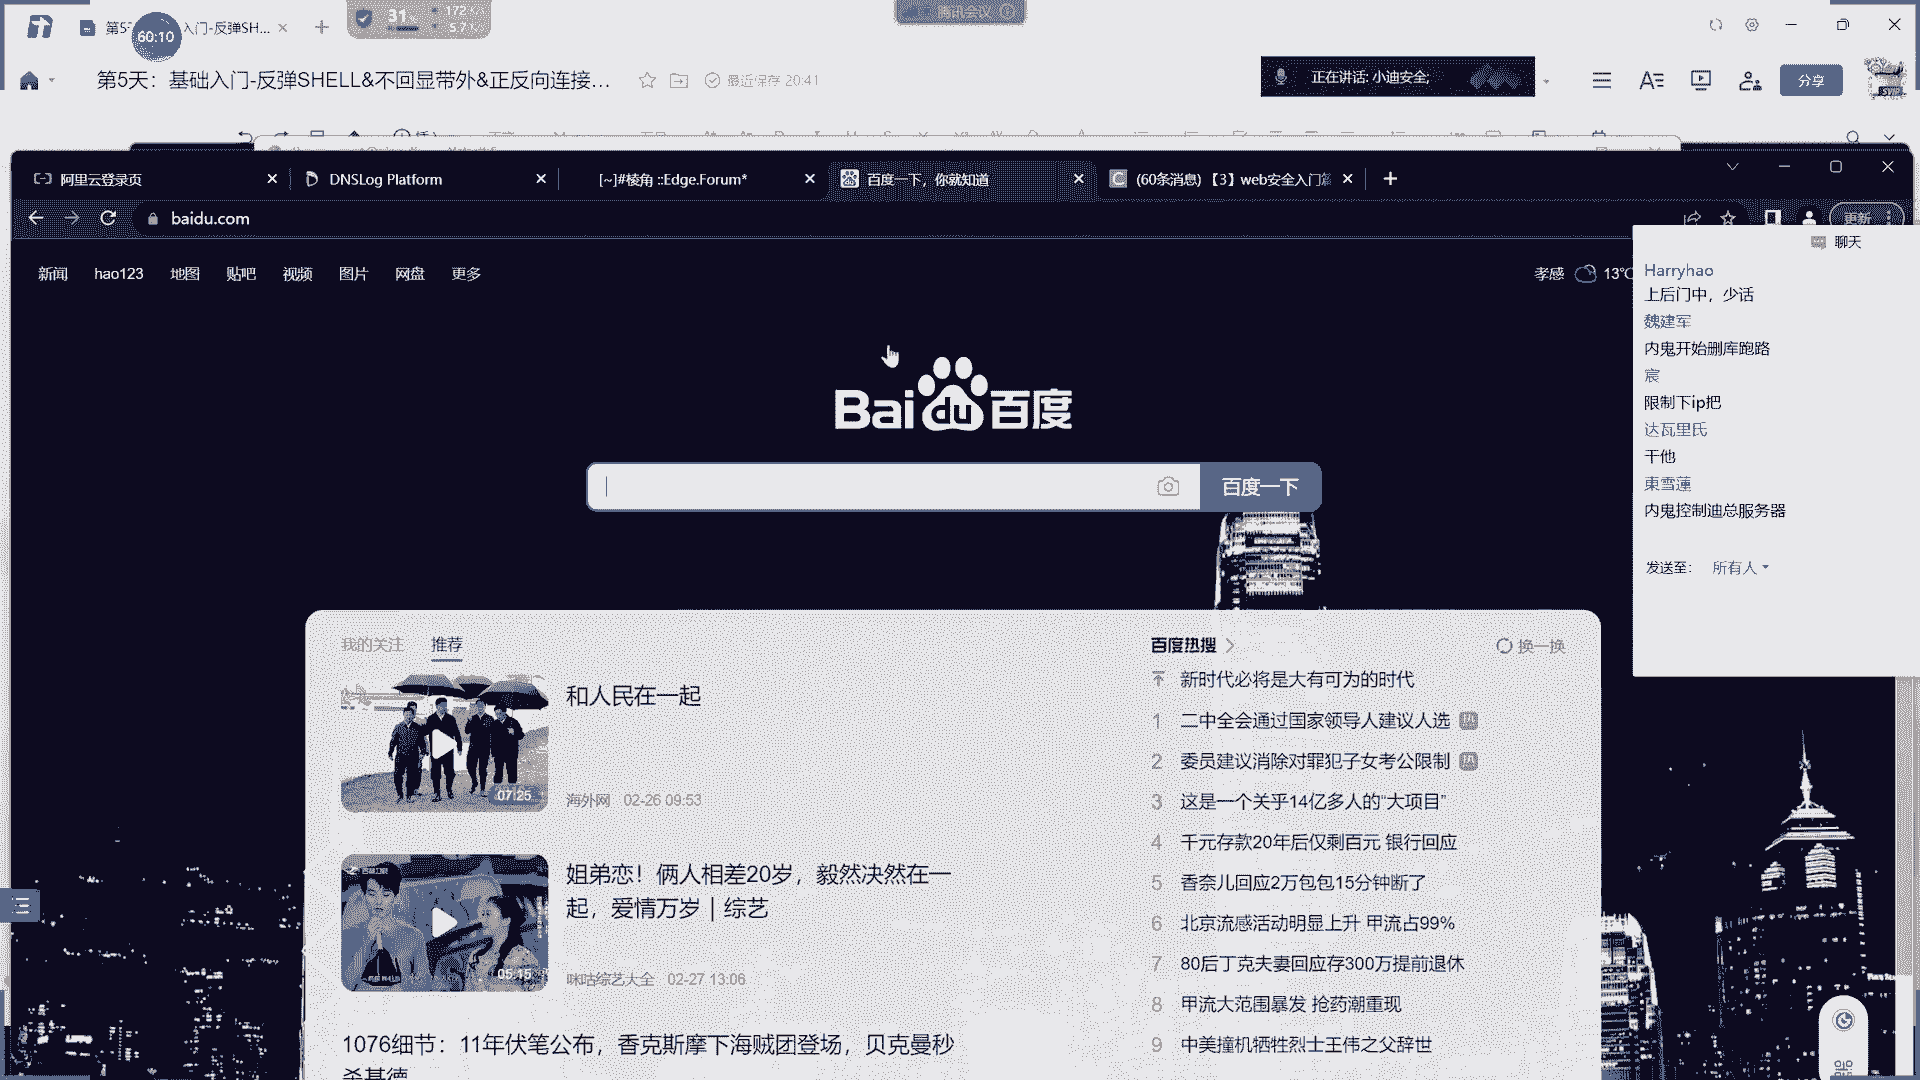 第5天
入门-反弹SH...
60:10
31
172
5.7
腾讯会议
第5天：基础入门-反弹SHELL&不回显带外&正反向连接...
最近保存 20:41
正在讲话: 小迪安全;
分享
阿里云登录页
DNSLog Platform
[~]#棱角 ::Edge.Forum*
百度一下，你就知道
(60条消息) 【3】web安全入门篇
baidu.com
更新
新闻 hao123 地图 贴吧 视频 图片 网盘 更多
孝感 13℃
聊天
Harryhao
上后门中，少话
魏建军
内鬼开始删库跑路
宸
限制下ip把
达瓦里氏
干他
東雪蓮
内鬼控制迪总服务器
发送至: 所有人
Bai du 百度
百度一下
我的关注 推荐
和人民在一起
07:25
海外网 02-26 09:53
姐弟恋！俩人相差20岁，毅然决然在一
起，爱情万岁 | 综艺
05:15
咪咕综艺大全 02-27 13:06
1076细节：11年伏笔公布，香克斯摩下海贼团登场，贝克曼秒
杀基德
百度热搜
换一换
新时代必将是大有可为的时代
1 二中全会通过国家领导人建议人选 热
2 委员建议消除对罪犯子女考公限制 热
3 这是一个关乎14亿多人的“大项目”
4 千元存款20年后仅剩百元 银行回应
5 香奈儿回应2万包包15分钟断了
6 北京流感活动明显上升 甲流占99%
7 80后丁克夫妻回应存300万提前退休
8 甲流大范围暴发 抢药潮重现
9 中美撞机牺牲烈士王伟之父辞世